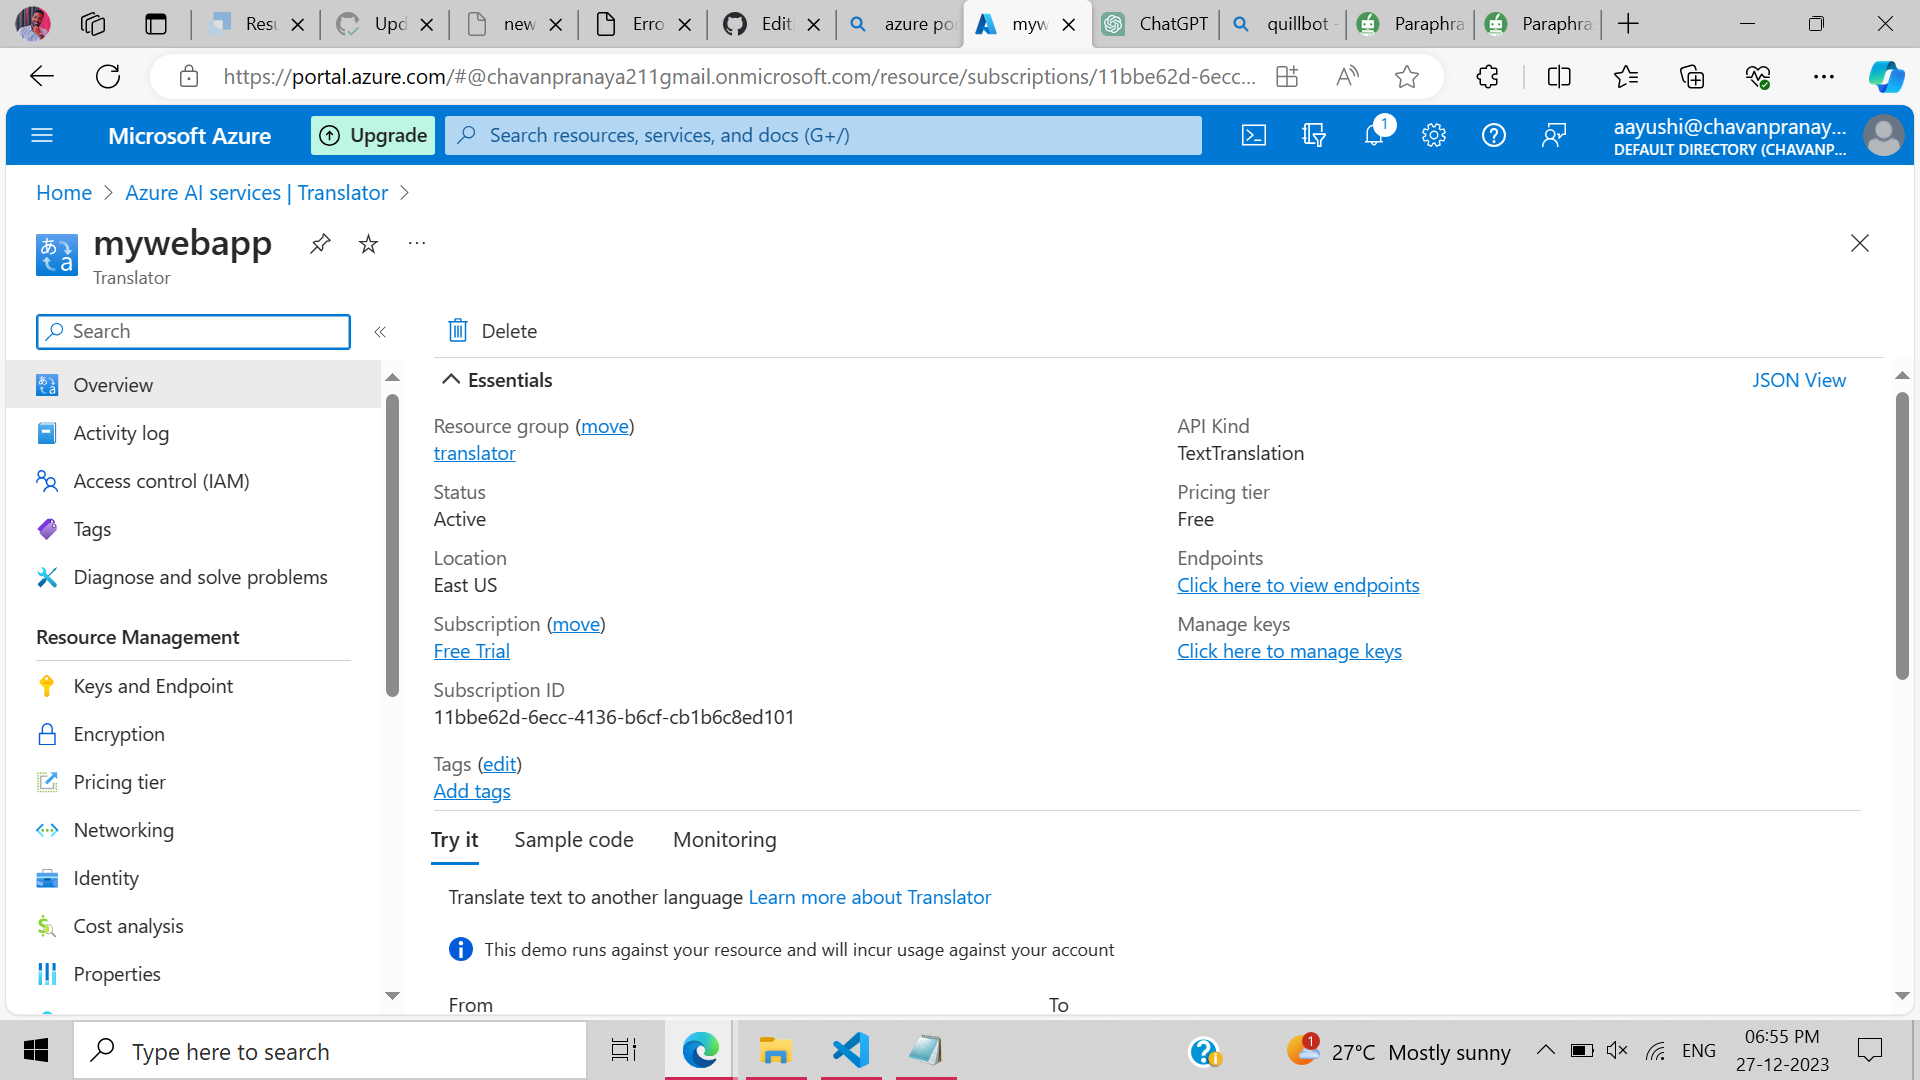 Resu
Upd
new
Erro
Edit
azure po
myw
ChatGPT
quillbot -
Paraphra
Paraphra
https://portal.azure.com/#@chavanpranaya211gmail.onmicrosoft.com/resource/subscriptions/11bbe62d-6ecc...
Microsoft Azure
Upgrade
Search resources, services, and docs (G+/)
1
aayushi@chavanpranay...
DEFAULT DIRECTORY (CHAVANP...
Home > Azure AI services | Translator >
mywebapp
Translator
Search
Delete
Overview
Activity log
Access control (IAM)
Tags
Diagnose and solve problems
Resource Management
Keys and Endpoint
Encryption
Pricing tier
Networking
Identity
Cost analysis
Properties
Essentials
JSON View
Resource group (move)
translator
Status
Active
Location
East US
Subscription (move)
Free Trial
Subscription ID
11bbe62d-6ecc-4136-b6cf-cb1b6c8ed101
Tags (edit)
Add tags
API Kind
TextTranslation
Pricing tier
Free
Endpoints
Click here to view endpoints
Manage keys
Click here to manage keys
Try it
Sample code
Monitoring
Translate text to another language Learn more about Translator
This demo runs against your resource and will incur usage against your account
From
To
Type here to search
1
27°C Mostly sunny
ENG
06:55 PM
27-12-2023